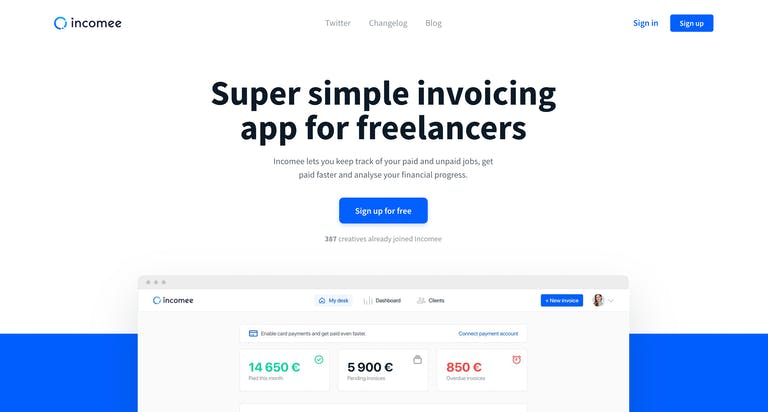 incomee
Twitter
Changelog
Blog
Sign in
Sign up
Super simple invoicing
app for freelancers
Incomee lets you keep track of your paid and unpaid jobs, get
paid faster and analyse your financial progress.
Sign up for free
387 creatives already joined Incomee
incomee
My desk
Dashboard
Clients
+ New invoice
Enable card payments and get paid even faster.
Connect payment account
14 650 €
Paid this month
5 900 €
Pending invoices
850 €
Overdue invoices